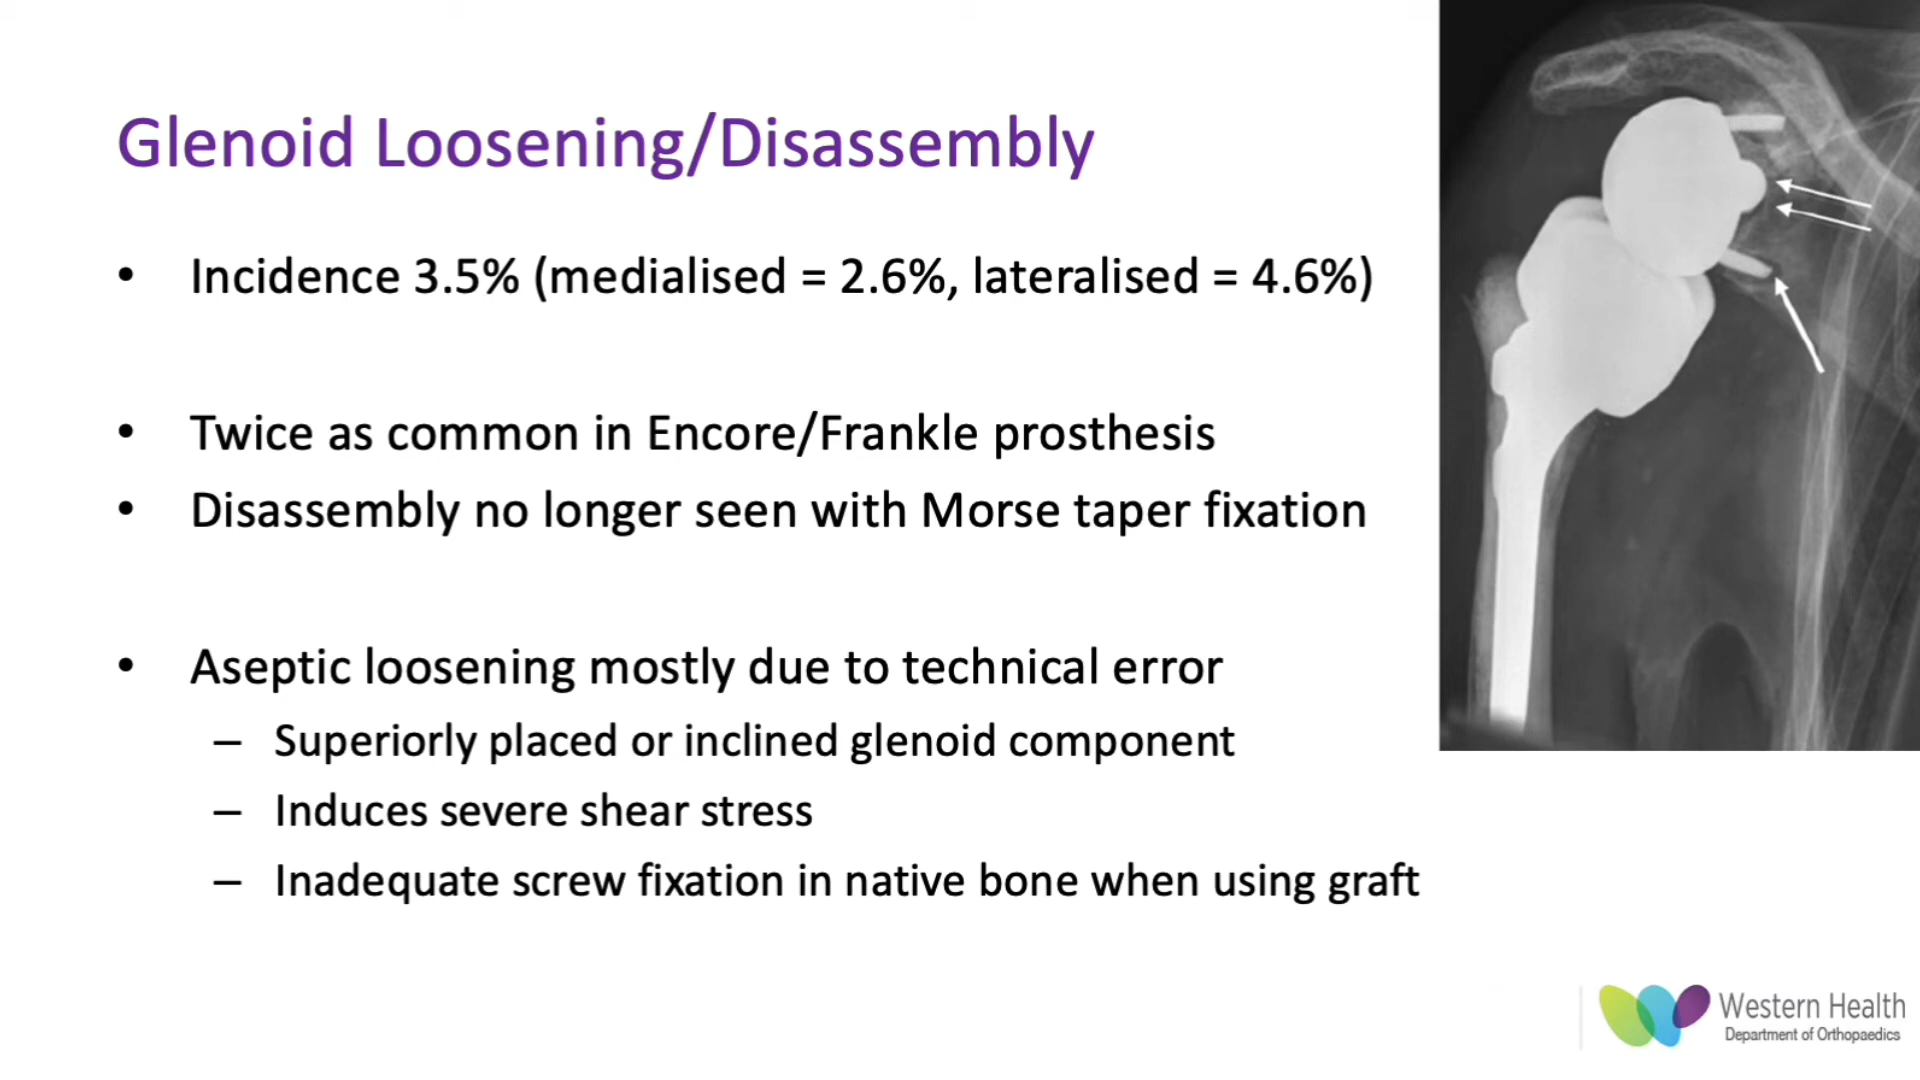 Glenoid Loosening/Disassembly
• Incidence 3.5% (medialised = 2.6%, lateralised = 4.6%)
• Twice as common in Encore/Frankle prosthesis
• Disassembly no longer seen with Morse taper fixation
• Aseptic loosening mostly due to technical error
– Superiorly placed or inclined glenoid component
– Induces severe shear stress
– Inadequate screw fixation in native bone when using graft
Western Health
Department of Orthopaedics